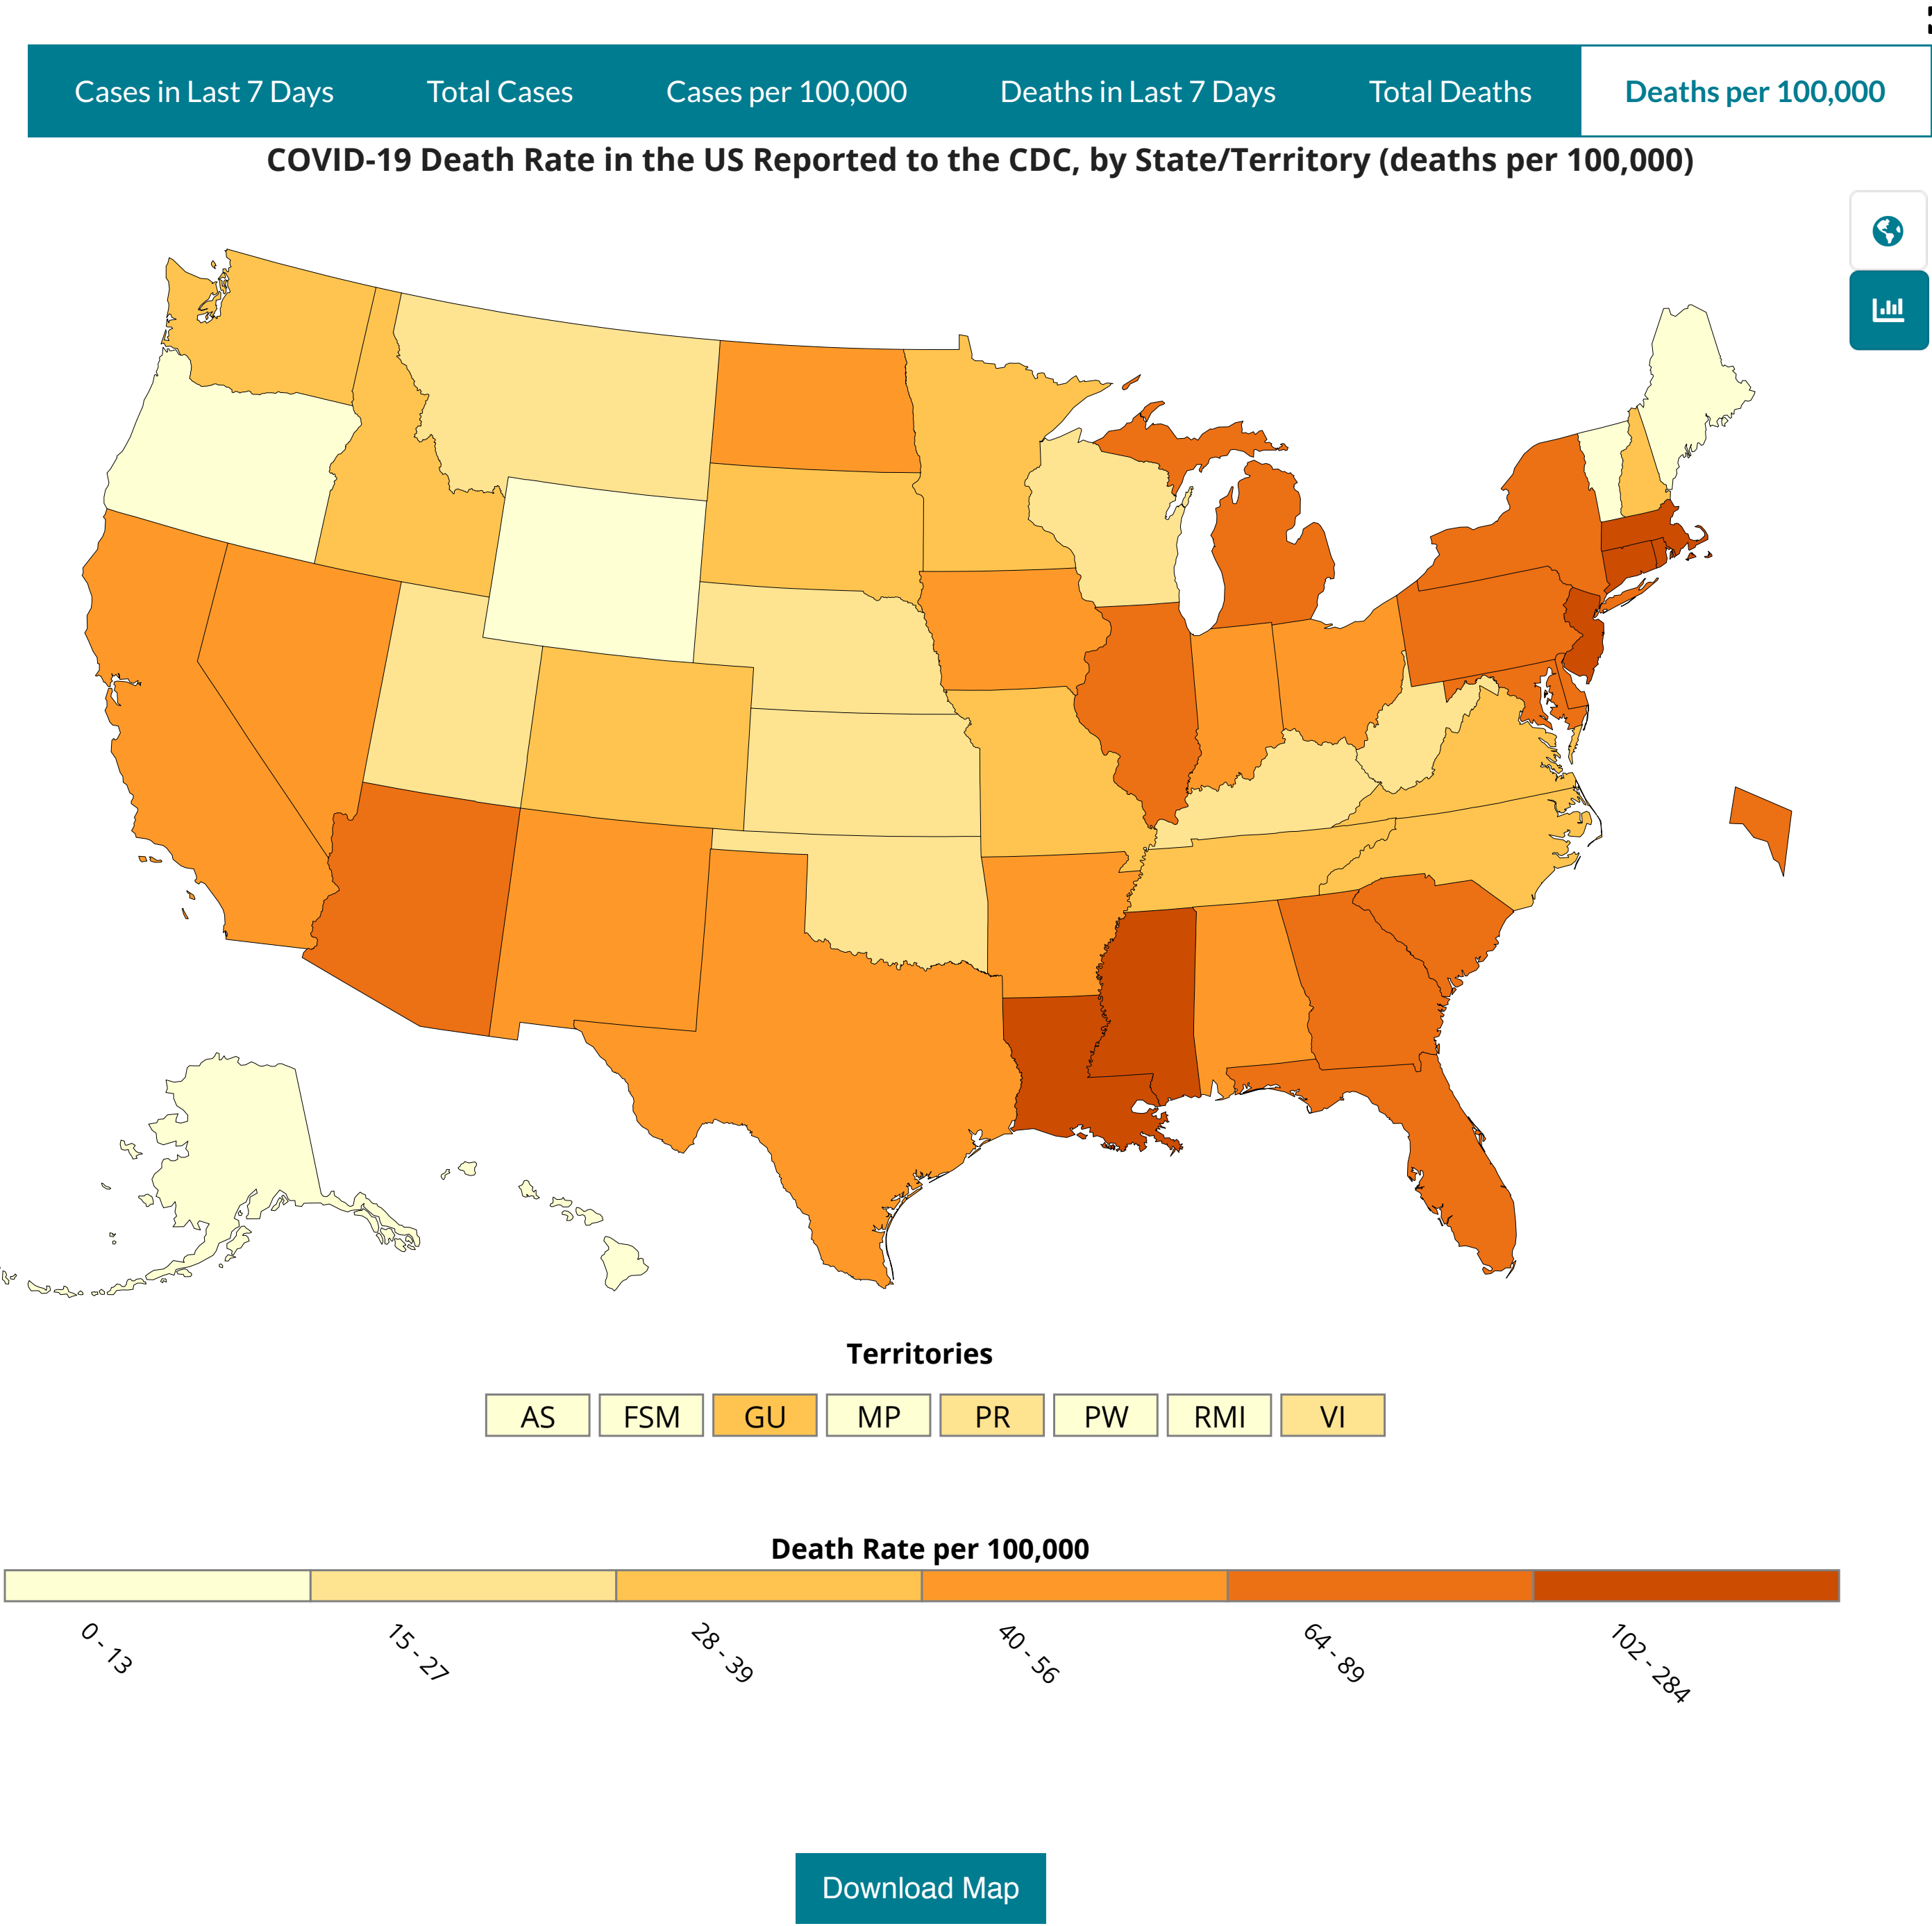 Cases in Last 7 Days Total Cases Cases per 100,000 Deaths in Last 7 Days Total Deaths Deaths per 100,000
COVID-19 Death Rate in the US Reported to the CDC, by State/Territory (deaths per 100,000)
Territories
AS FSM GU MP PR PW RMI VI
Death Rate per 100,000
0 - 13 15 - 27 28 - 39 40 - 56 64 - 89 102 - 284
Download Map